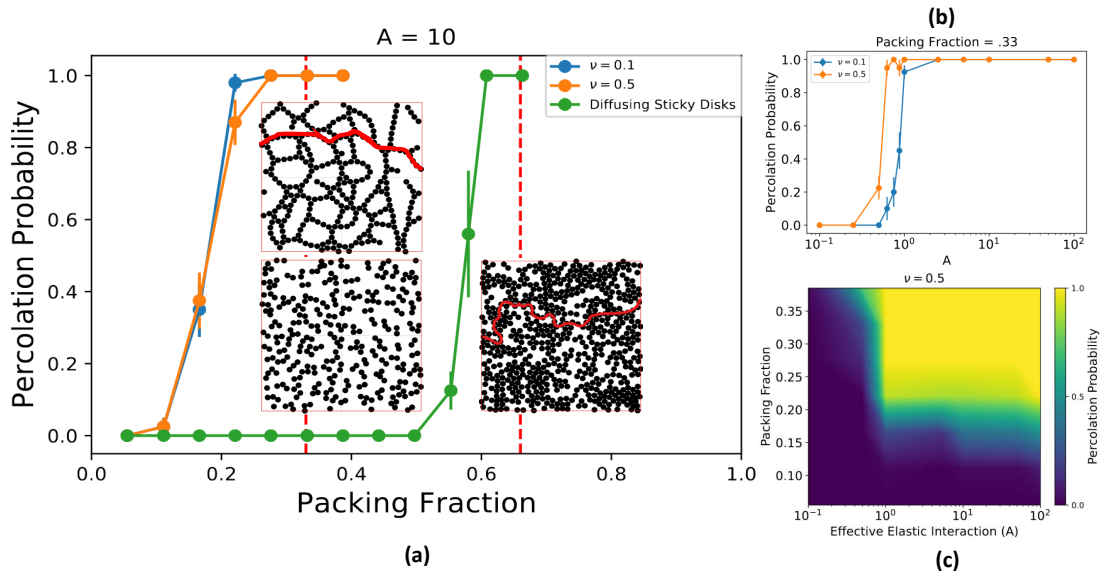 A = 10
Percolation Probability
1.0
0.8
0.6
0.4
0.2
0.0
ν = 0.1
ν = 0.5
Diffusing Sticky Disks
0.0 0.2 0.4 0.6 0.8 1.0
Packing Fraction
(a)
(b)
Packing Fraction = .33
Percolation Probability
1.0
0.8
0.6
0.4
0.2
0.0
ν = 0.1
ν = 0.5
10⁻¹ 10⁰ 10¹ 10²
A
ν = 0.5
Packing Fraction
0.35
0.30
0.25
0.20
0.15
0.10
10⁻¹ 10⁰ 10¹ 10²
Effective Elastic Interaction (A)
1.0
0.5
0.0
Percolation Probability
(c)